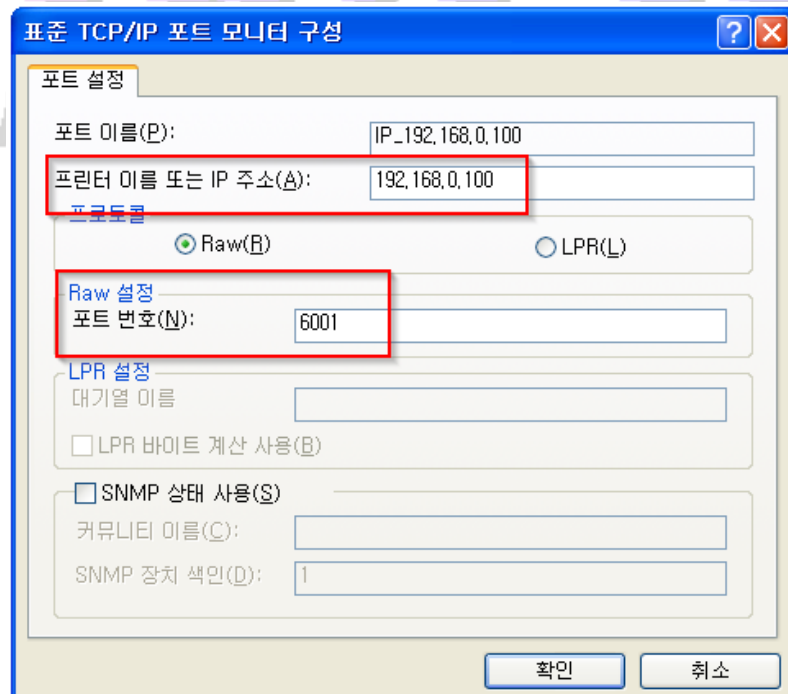 표준 TCP/IP 포트 모니터 구성
포트 설정
포트 이름(P):
IP_192,168,0,100
프린터 이름 또는 IP 주소(A):
192,168,0,100
프로토콜
Raw(R)
LPR(L)
Raw 설정
포트 번호(N):
6001
LPR 설정
대기열 이름
LPR 바이트 계산 사용(B)
SNMP 상태 사용(S)
커뮤니티 이름(C):
SNMP 장치 색인(D):
1
확인
취소